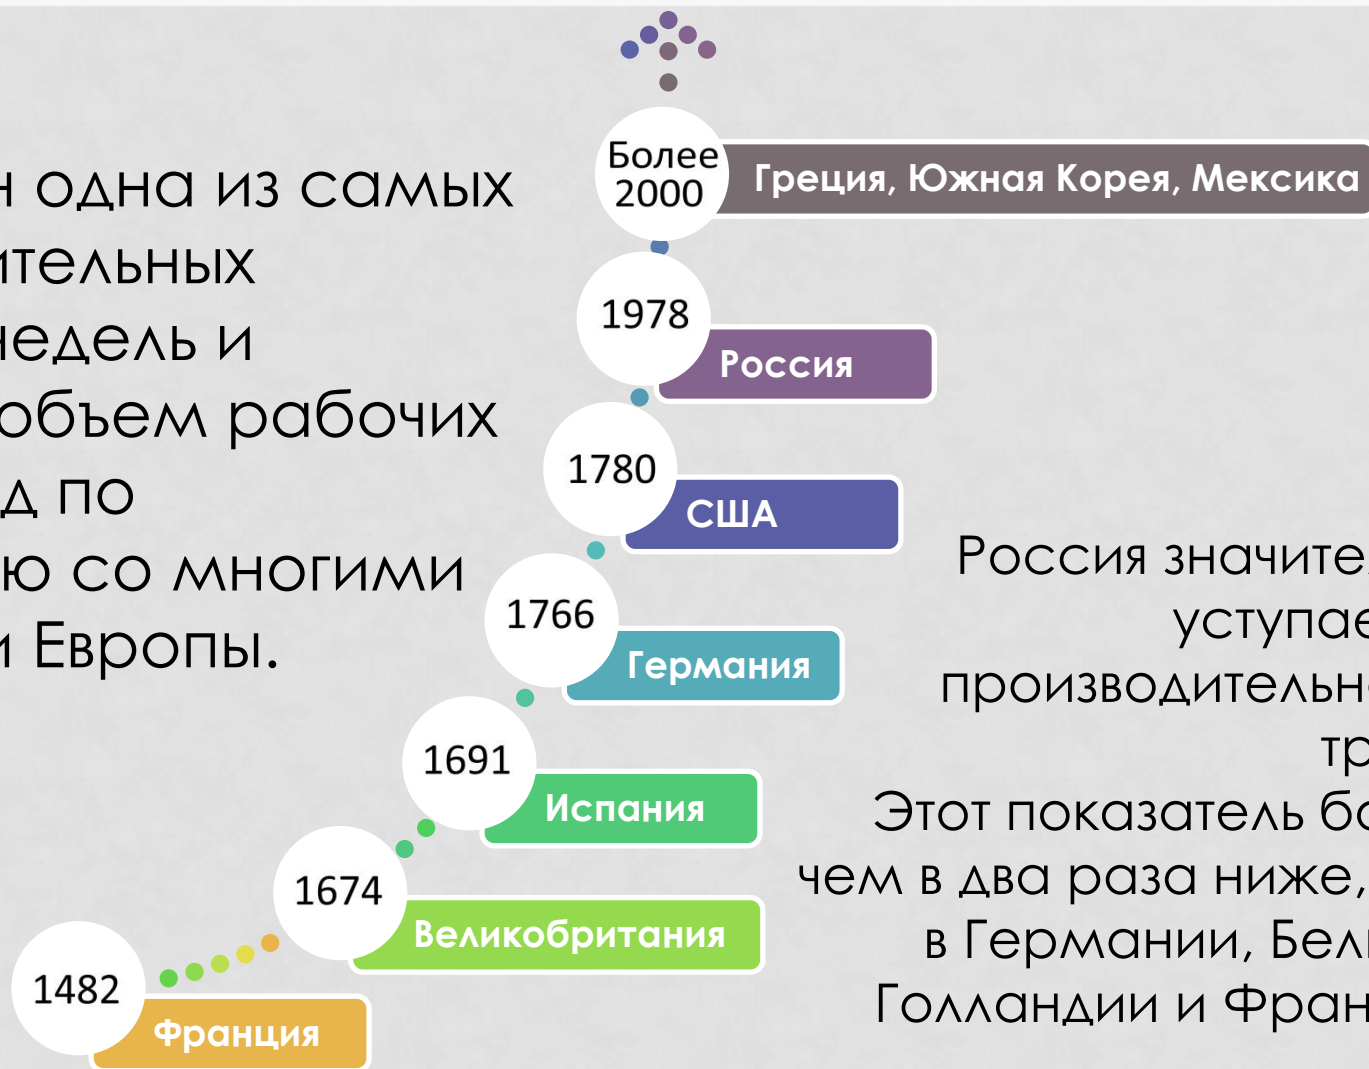 н одна из самых
ительных
недель и
объем рабочих
д по
ю со многими
и Европы.
Более
2000
Греция, Южная Корея, Мексика
1978
Россия
1780
США
1766
Германия
1691
Испания
1674
Великобритания
1482
Франция
Россия значите
уступае
производительн
тр
Этот показатель бо
чем в два раза ниже,
в Германии, Бель
Голландии и Фран